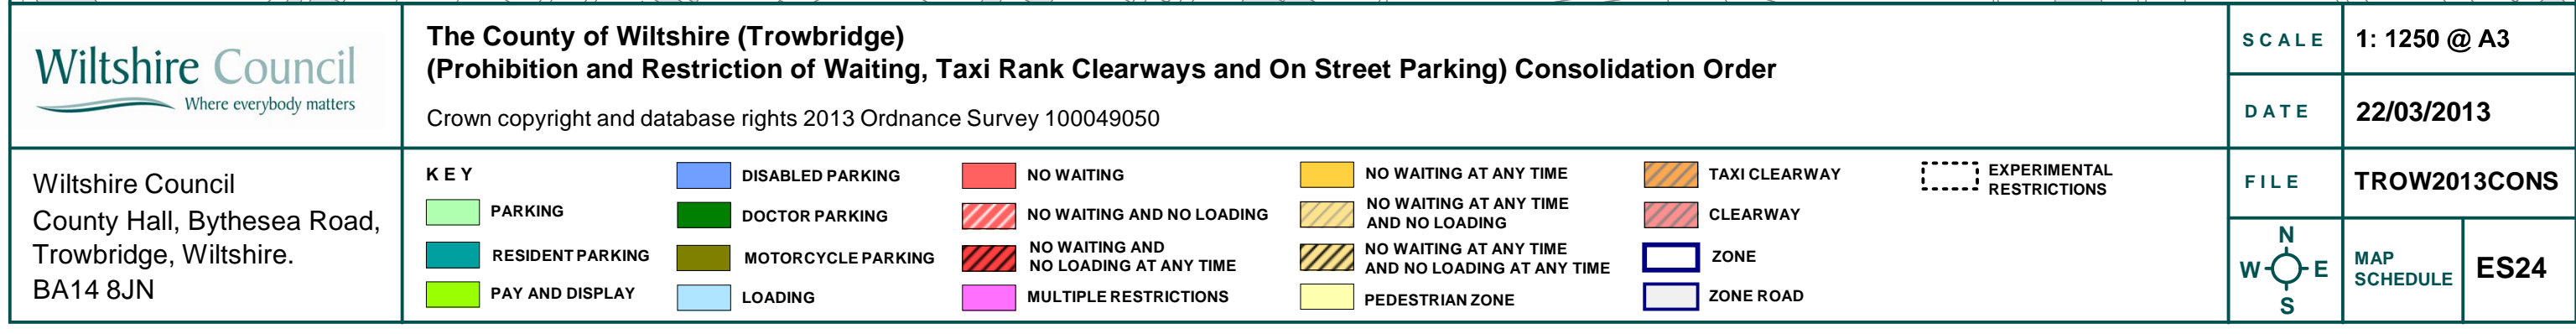 Wiltshire Council
Where everybody matters
The County of Wiltshire (Trowbridge)
(Prohibition and Restriction of Waiting, Taxi Rank Clearways and On Street Parking) Consolidation Order
Crown copyright and database rights 2013 Ordnance Survey 100049050
SCALE
1: 1250 @ A3
DATE
22/03/2013
Wiltshire Council
County Hall, Bythesea Road,
Trowbridge, Wiltshire.
BA14 8JN
KEY
PARKING
RESIDENT PARKING
PAY AND DISPLAY
DISABLED PARKING
DOCTOR PARKING
MOTORCYCLE PARKING
LOADING
NO WAITING
NO WAITING AND NO LOADING
NO WAITING AND
NO LOADING AT ANY TIME
MULTIPLE RESTRICTIONS
NO WAITING AT ANY TIME
NO WAITING AT ANY TIME
AND NO LOADING
NO WAITING AT ANY TIME
AND NO LOADING AT ANY TIME
PEDESTRIAN ZONE
TAXI CLEARWAY
CLEARWAY
ZONE
ZONE ROAD
EXPERIMENTAL
RESTRICTIONS
FILE
TROW2013CONS
N
W E
S
MAP
SCHEDULE
ES24